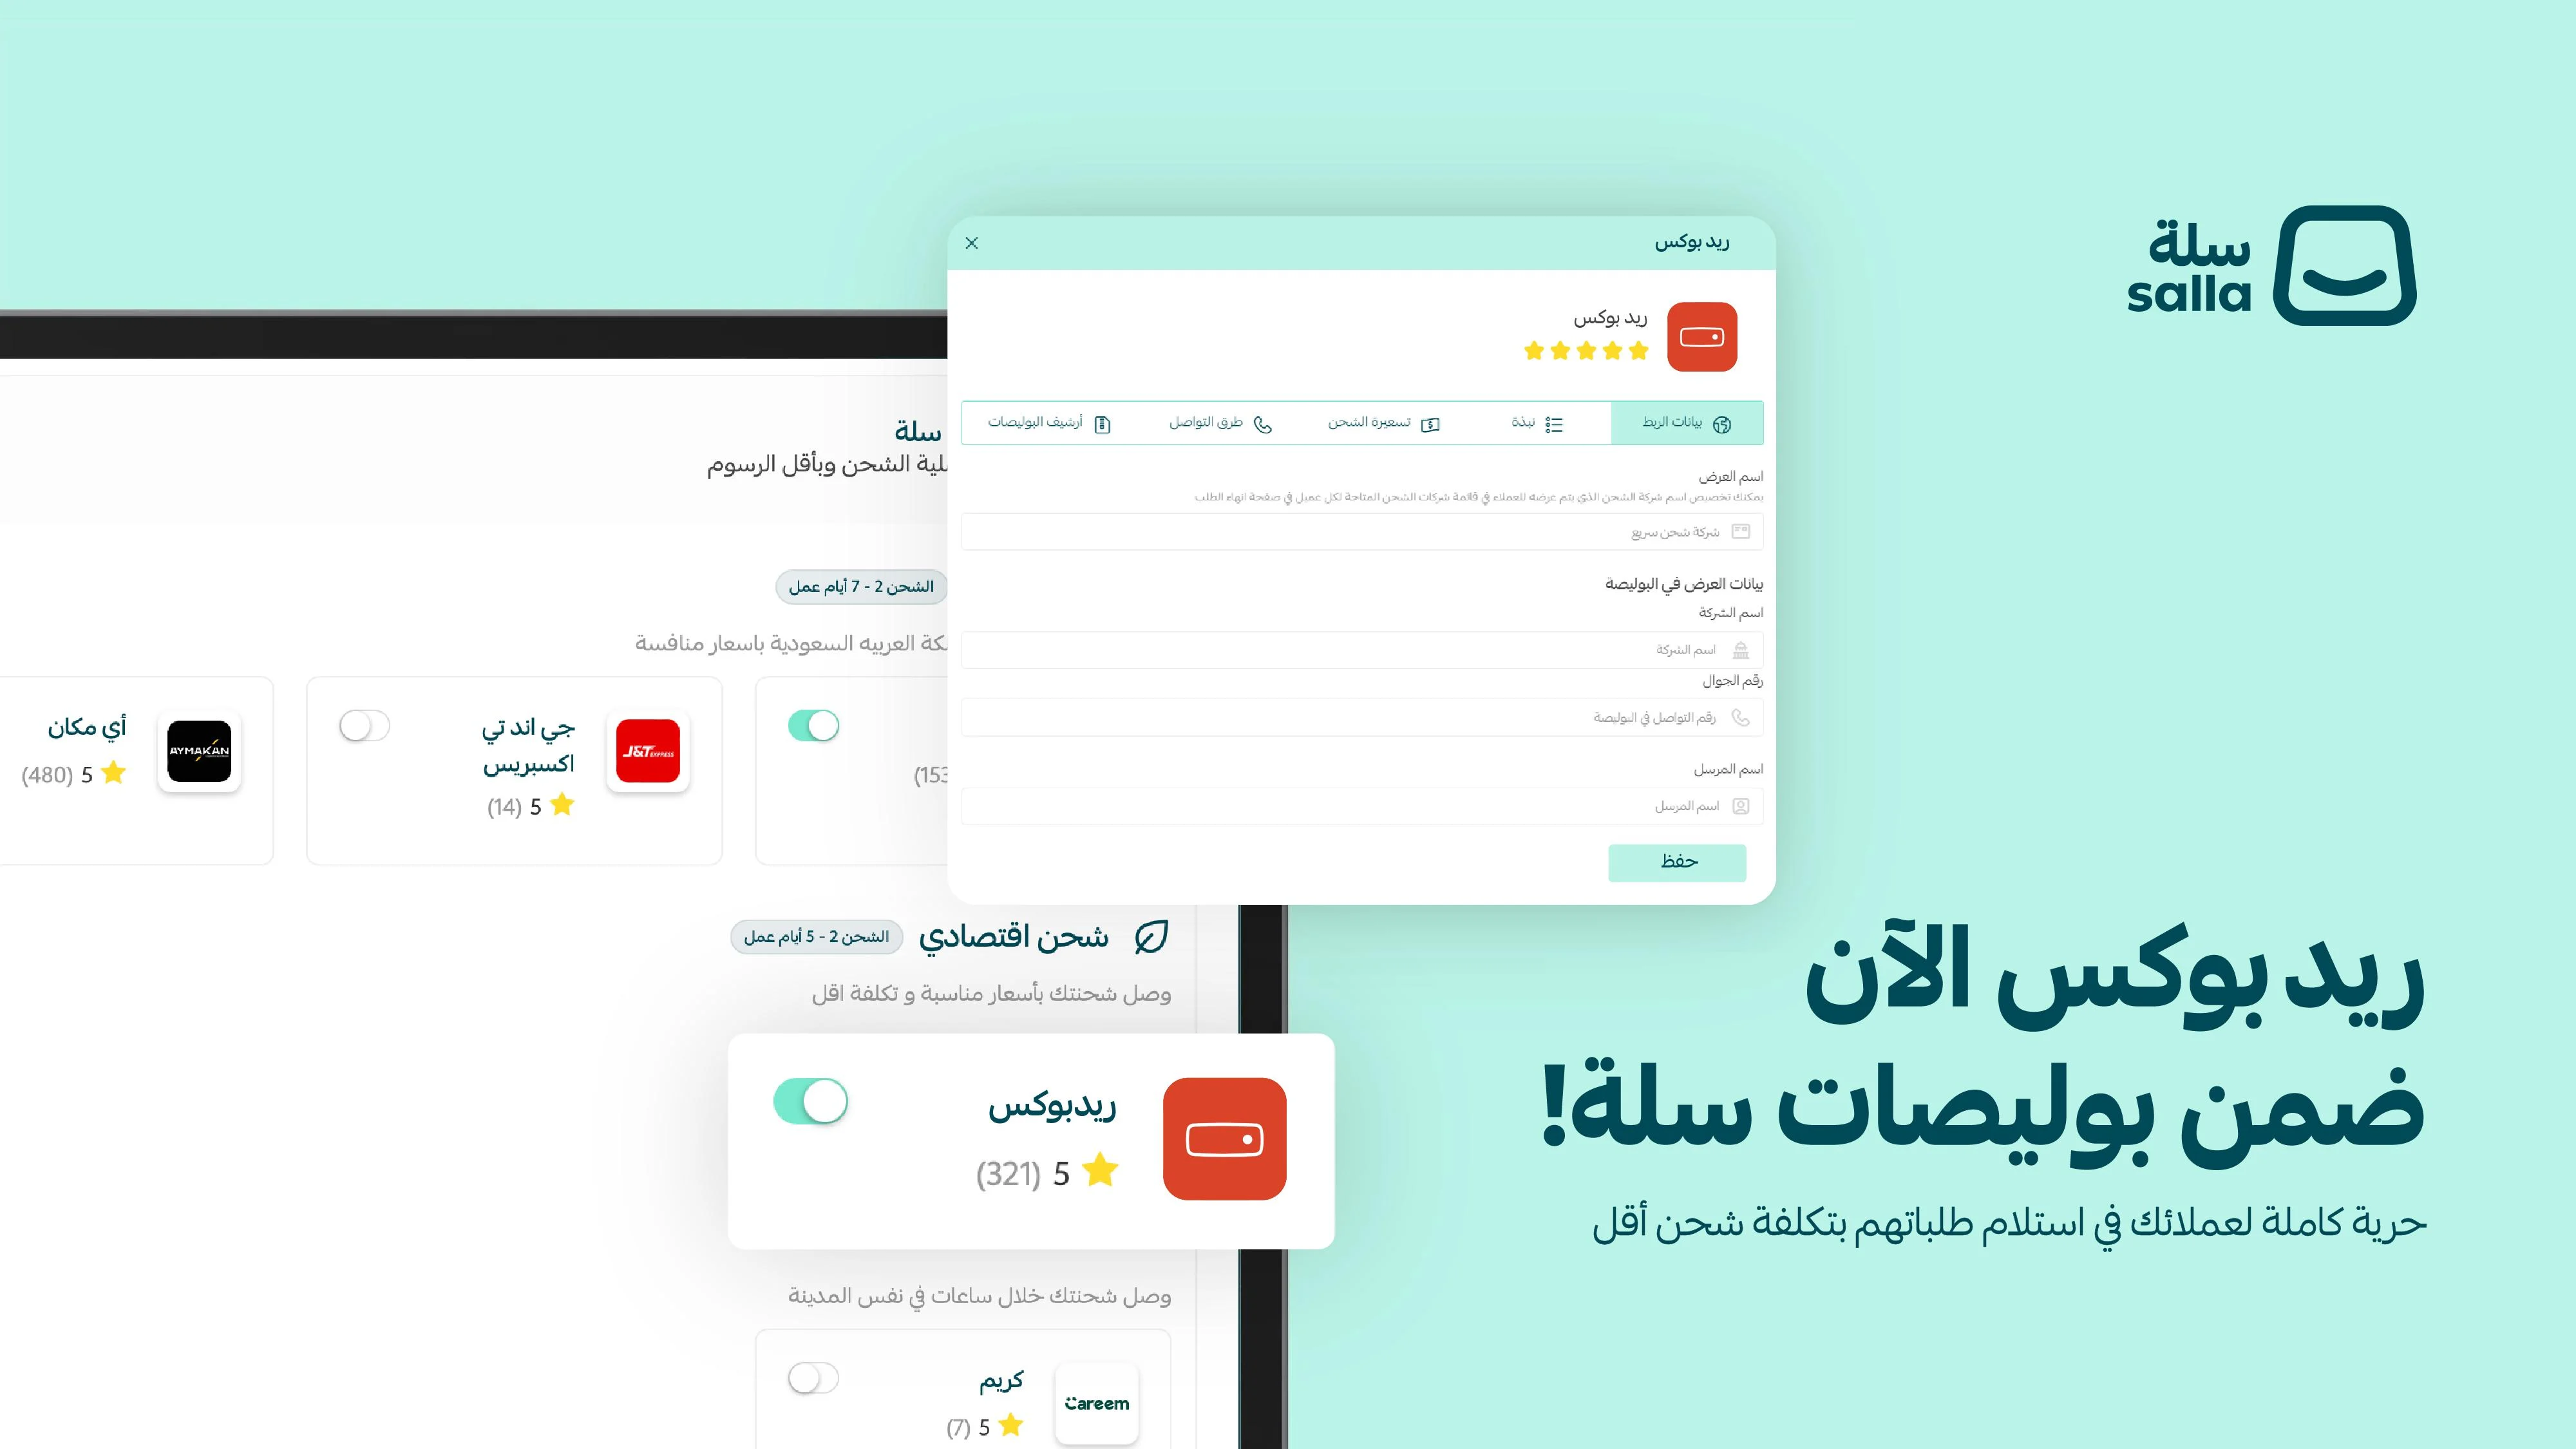 سلة
salla
ريد بوكس الآن
ضمن بوليصات سلة!
حرية كاملة لعملائك في استلام طلباتهم بتكلفة شحن أقل
ريد بوكس
ريد بوكس
بيانات الربط
نبذة
تسعيرة الشحن
طرق التواصل
أرشيف البوليصات
اسم العرض
يمكنك تخصيص اسم شركة الشحن الذي يتم عرضه للعملاء في قائمة شركات الشحن المتاحة لكل عميل في صفحة انهاء الطلب
شركة شحن سريع
بيانات العرض في البوليصة
اسم الشركة
اسم الشركة
رقم الجوال
رقم التواصل في البوليصة
اسم المرسل
اسم المرسل
حفظ
سلة
الشحن وبأقل الرسوم
الشحن 2 - 7 أيام عمل
العربيه السعودية باسعار منافسة
(153
جي اند تي
اكسبريس
5 (14)
J&T EXPRESS
أي مكان
5 (480)
AYMAKAN
شحن اقتصادي
الشحن 2 - 5 أيام عمل
وصل شحنتك بأسعار مناسبة و تكلفة اقل
ريدبوكس
5 (321)
وصل شحنتك خلال ساعات في نفس المدينة
كريم
5 (7)
Careem